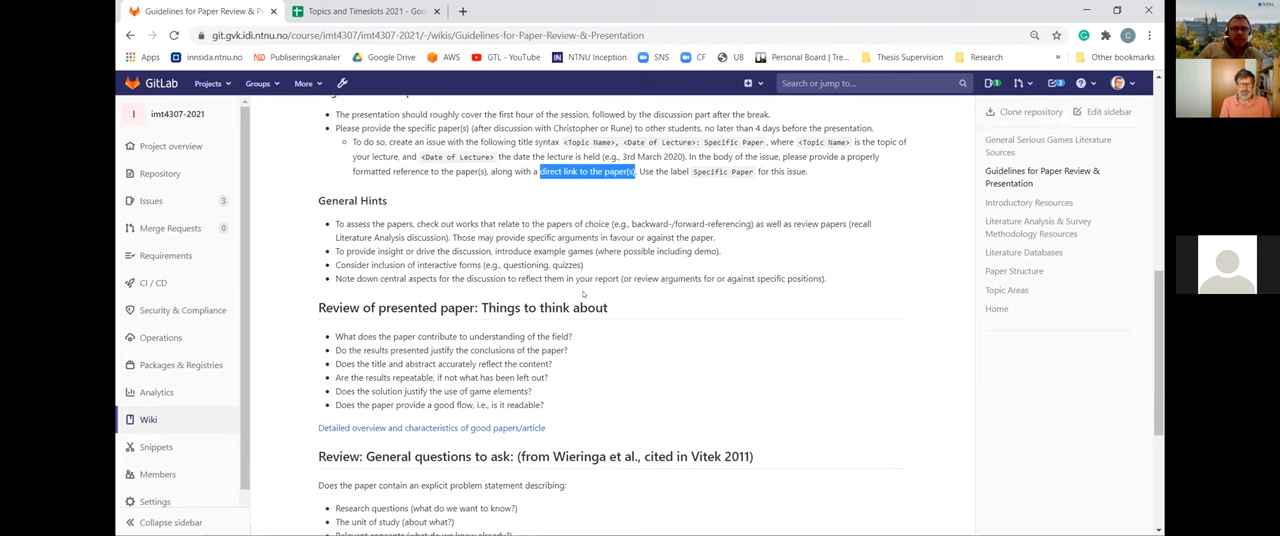 Guidelines for Paper Review & Pr
Topics and Timeslots 2021 - Goo
git.gvk.idi.ntnu.no/course/imt4307/imt4307-2021/-/wikis/Guidelines-for-Paper-Review-&-Presentation
Apps
innsida.ntnu.no
Publiseringskanaler
Google Drive
AWS
GTL - YouTube
NTNU Inception
SNS
CF
UB
Personal Board | Tre...
Thesis Supervision
Research
»
Other bookmarks
GitLab
Projects
Groups
More
Search or jump to...
1
3
I
imt4307-2021
Project overview
Repository
Issues 3
Merge Requests 0
Requirements
CI / CD
Security & Compliance
Operations
Packages & Registries
Analytics
Wiki
Snippets
Members
Settings
Collapse sidebar
The presentation should roughly cover the first hour of the session, followed by the discussion part after the break.
Please provide the specific paper(s) (after discussion with Christopher or Rune) to other students, no later than 4 days before the presentation.
To do so, create an issue with the following title syntax <Topic Name>, <Date of Lecture>: Specific Paper, where <Topic Name> is the topic of
your lecture, and <Date of Lecture> the date the lecture is held (e.g., 3rd March 2020). In the body of the issue, please provide a properly
formatted reference to the paper(s), along with a direct link to the paper(s). Use the label Specific Paper for this issue.
General Hints
To assess the papers, check out works that relate to the papers of choice (e.g., backward-/forward-referencing) as well as review papers (recall
Literature Analysis discussion). Those may provide specific arguments in favour or against the paper.
To provide insight or drive the discussion, introduce example games (where possible including demo).
Consider inclusion of interactive forms (e.g., questioning, quizzes)
Note down central aspects for the discussion to reflect them in your report (or review arguments for or against specific positions).
Review of presented paper: Things to think about
What does the paper contribute to understanding of the field?
Do the results presented justify the conclusions of the paper?
Does the title and abstract accurately reflect the content?
Are the results repeatable, if not what has been left out?
Does the solution justify the use of game elements?
Does the paper provide a good flow, i.e., is it readable?
Detailed overview and characteristics of good papers/article
Review: General questions to ask: (from Wieringa et al., cited in Vitek 2011)
Does the paper contain an explicit problem statement describing:
Research questions (what do we want to know?)
The unit of study (about what?)
Relevant concepts (what do we know already?)
Clone repository
Edit sidebar
General Serious Games Literature
Sources
Guidelines for Paper Review &
Presentation
Introductory Resources
Literature Analysis & Survey
Methodology Resources
Literature Databases
Paper Structure
Topic Areas
Home
NTNU